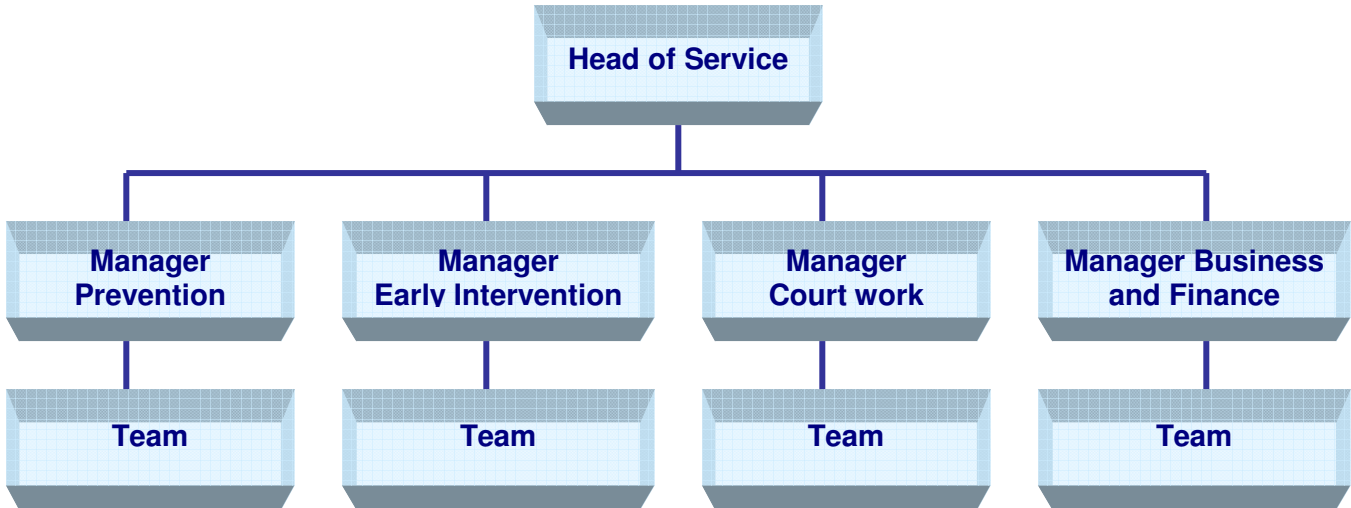 Head of Service
Manager
Prevention
Manager
Early Intervention
Manager
Court work
Manager Business
and Finance
Team
Team
Team
Team